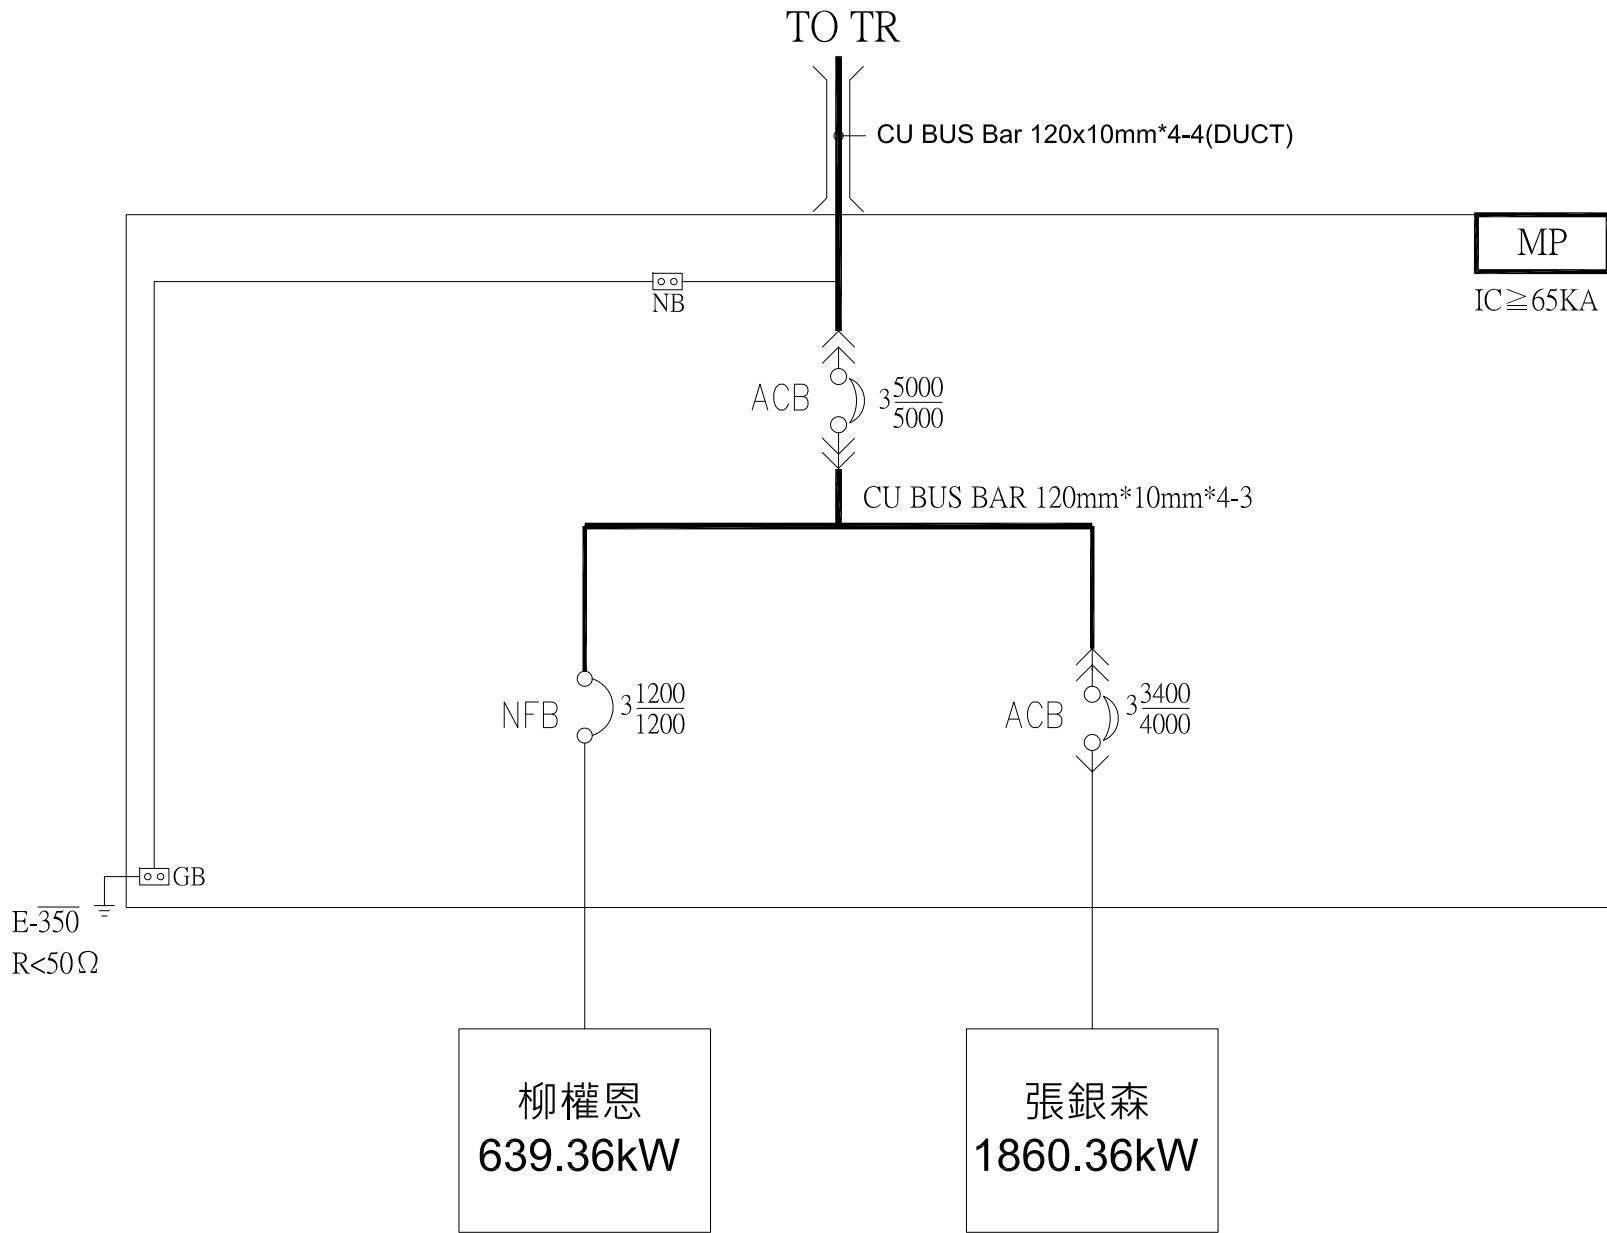 TO TR
CU BUS Bar 120x10mm*4-4(DUCT)
MP
IC≧65KA
NB
ACB
3 5000
5000
CU BUS BAR 120mm*10mm*4-3
NFB
3 1200
1200
ACB
3 3400
4000
GB
E-350
R<50Ω
柳權恩
639.36kW
張銀森
1860.36kW